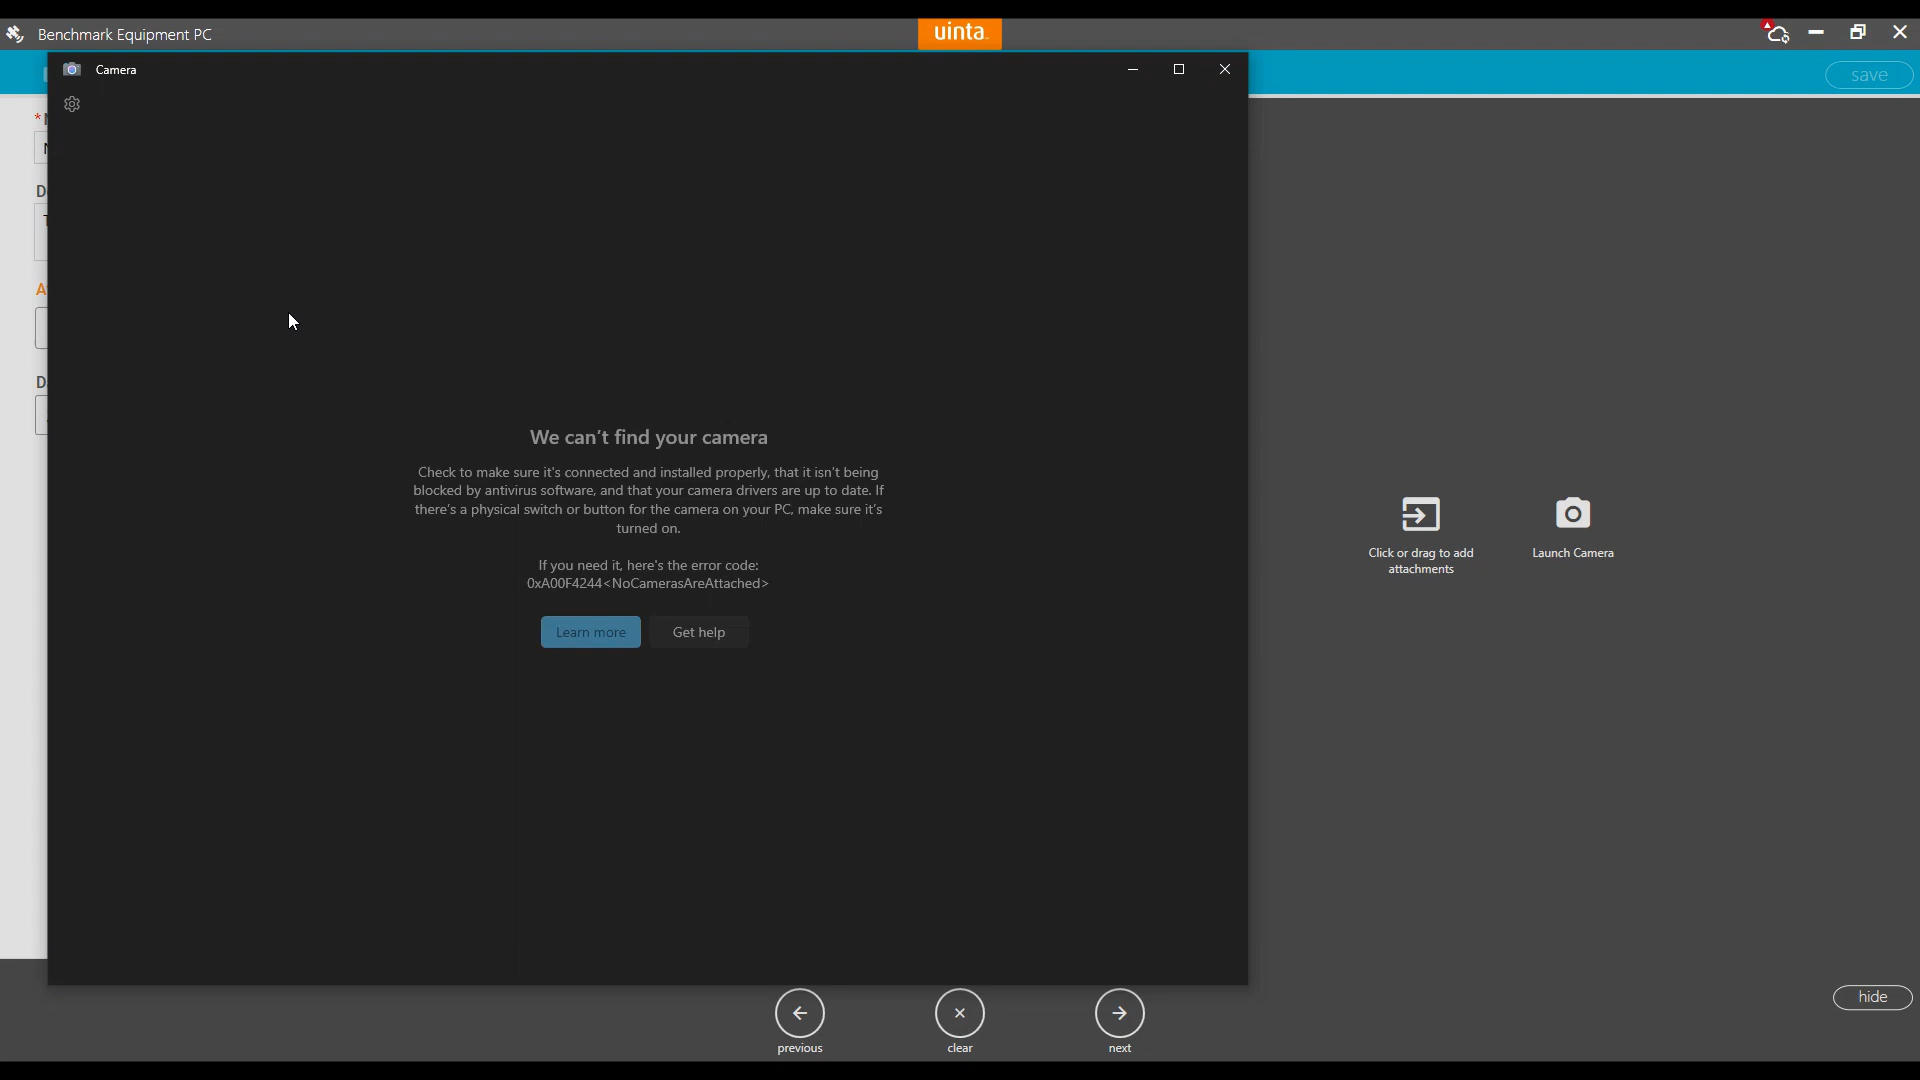 Benchmark Equipment PC
uinta
Camera
save
We can't find your camera
Check to make sure it's connected and installed properly, that it isn't being
blocked by antivirus software, and that your camera drivers are up to date. If
there's a physical switch or button for the camera on your PC, make sure it's
turned on.
If you need it, here's the error code:
0xA00F4244<NoCamerasAreAttached>
Learn more
Get help
Click or drag to add
attachments
Launch Camera
previous
clear
next
hide